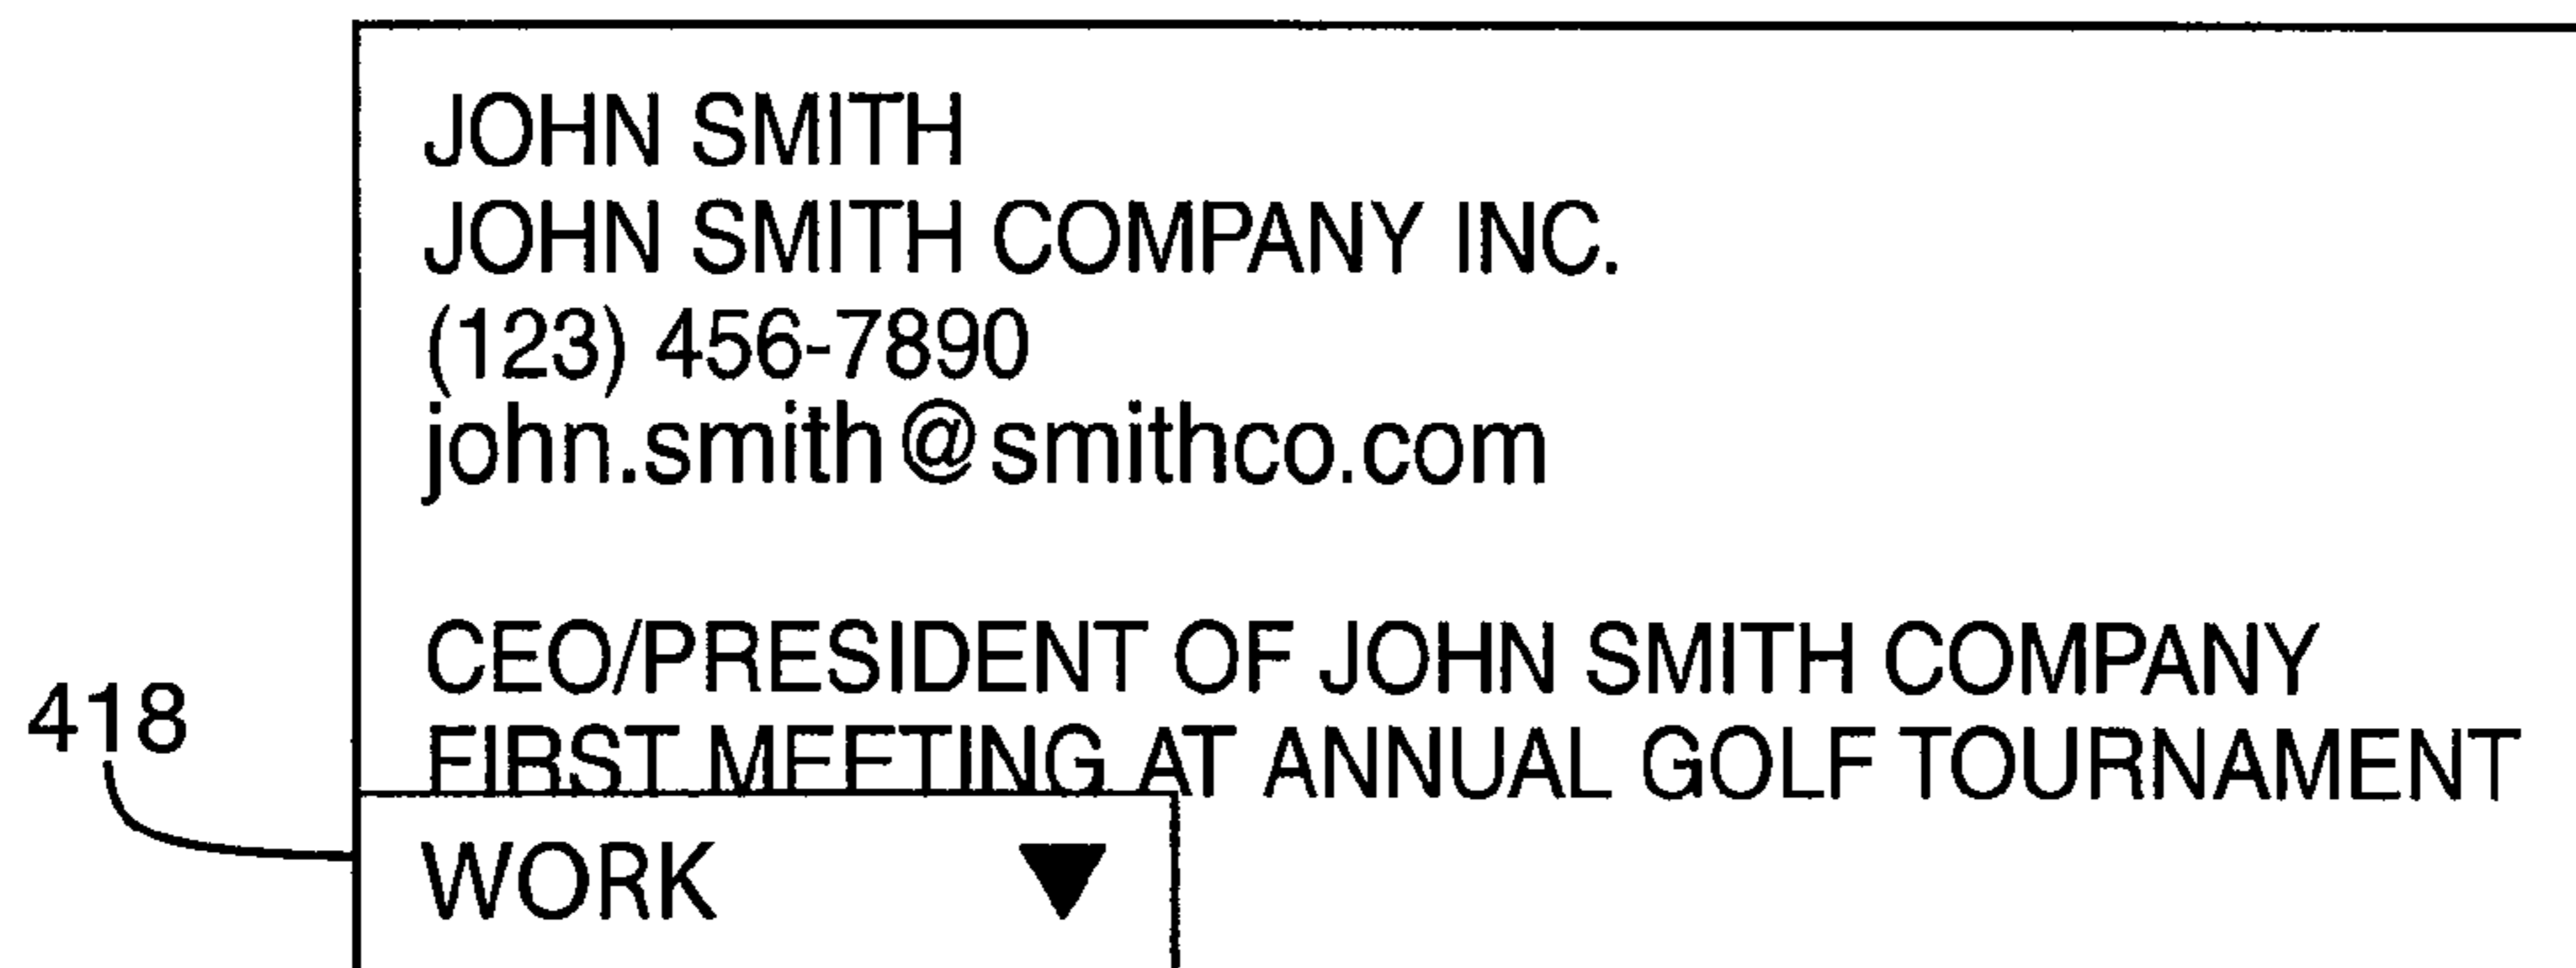 JOHN SMITH
JOHN SMITH COMPANY INC.
(123) 456-7890
john.smith@smithco.com
CEO/PRESIDENT OF JOHN SMITH COMPANY
418
FIRST MEETING AT ANNUAL GOLF TOURNAMENT
WORK